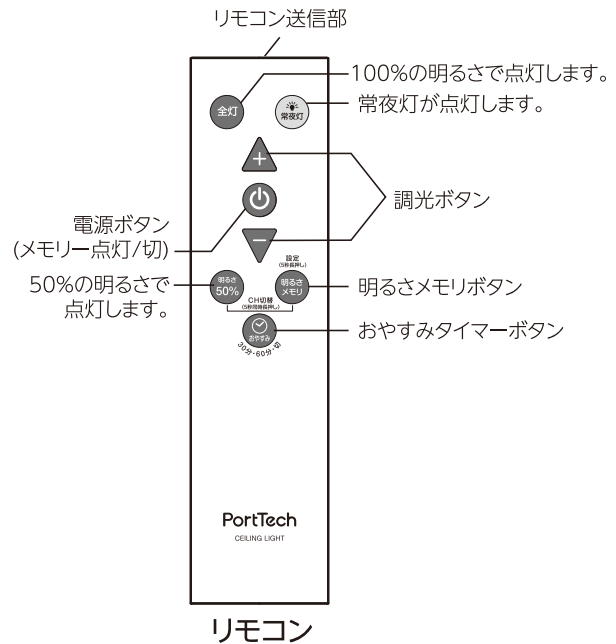 リモコン送信部
100%の明るさで点灯します。
全灯
常夜灯
常夜灯が点灯します。
調光ボタン
電源ボタン
(メモリー点灯/切)
設定
(5秒長押し)
50%の明るさで
点灯します。
明るさ
50%
明るさ
メモリ
明るさメモリボタン
CH切替
(5秒同時長押し)
おやすみ
おやすみタイマーボタン
30分・60分・切
PortTech
CEILING LIGHT
リモコン